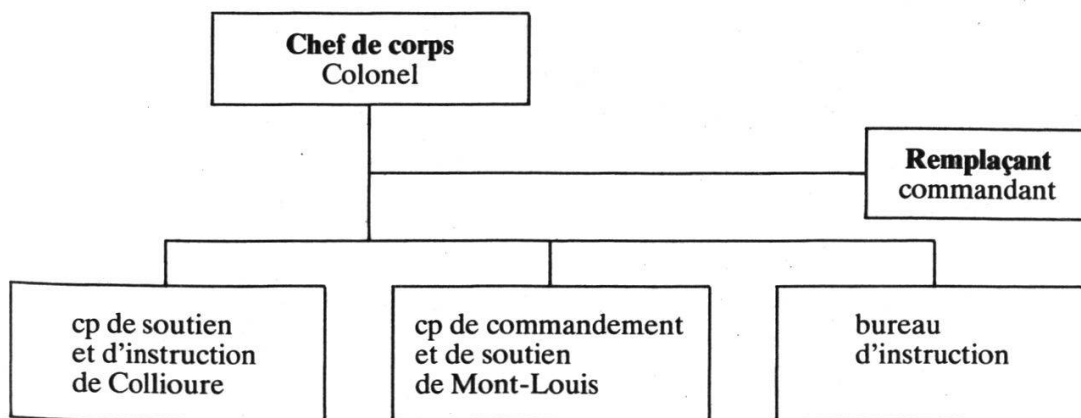 Chef de corps
Colonel
Remplaçant
commandant
cp de soutien
et d'instruction
de Collioure
cp de commandement
et de soutien
de Mont-Louis
bureau
d'instruction